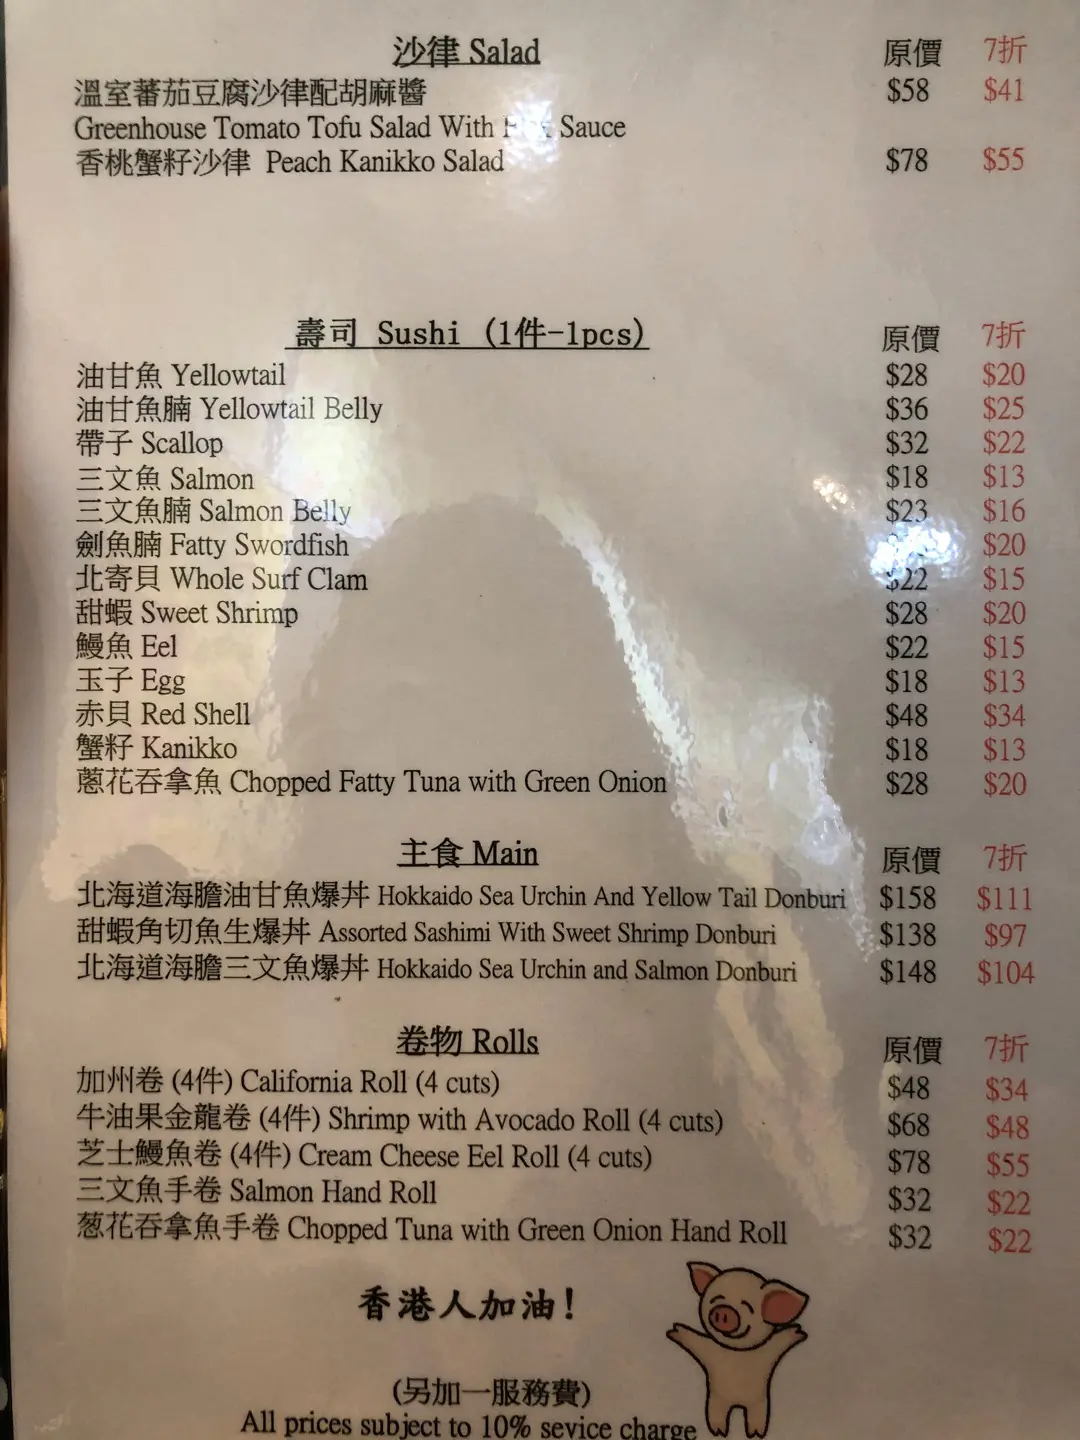 沙律 Salad 原價 7折
溫室蕃茄豆腐沙律配胡麻醬 $58 $41
Greenhouse Tomato Tofu Salad With Sauce
香桃蟹籽沙律 Peach Kanikko Salad $78 $55
壽司 Sushi (1件-1pcs) 原價 7折
油甘魚 Yellowtail $28 $20
油甘魚腩 Yellowtail Belly $36 $25
帶子 Scallop $32 $22
三文魚 Salmon $18 $13
三文魚腩 Salmon Belly $23 $16
劍魚腩 Fatty Swordfish $20
北寄貝 Whole Surf Clam $22 $15
甜蝦 Sweet Shrimp $28 $20
鰻魚 Eel $22 $15
玉子 Egg $18 $13
赤貝 Red Shell $48 $34
蟹籽 Kanikko $18 $13
蔥花吞拿魚 Chopped Fatty Tuna with Green Onion $28 $20
主食 Main 原價 7折
北海道海膽油甘魚爆丼 Hokkaido Sea Urchin And Yellow Tail Donburi $158 $111
甜蝦角切魚生爆丼 Assorted Sashimi With Sweet Shrimp Donburi $138 $97
北海道海膽三文魚爆丼 Hokkaido Sea Urchin and Salmon Donburi $148 $104
卷物 Rolls 原價 7折
加州卷 (4件) California Roll (4 cuts) $48 $34
牛油果金龍卷 (4件) Shrimp with Avocado Roll (4 cuts) $68 $48
芝士鰻魚卷 (4件) Cream Cheese Eel Roll (4 cuts) $78 $55
三文魚手卷 Salmon Hand Roll $32 $22
葱花吞拿魚手卷 Chopped Tuna with Green Onion Hand Roll $32 $22
香港人加油!
(另加一服務費)
All prices subject to 10% sevice charge